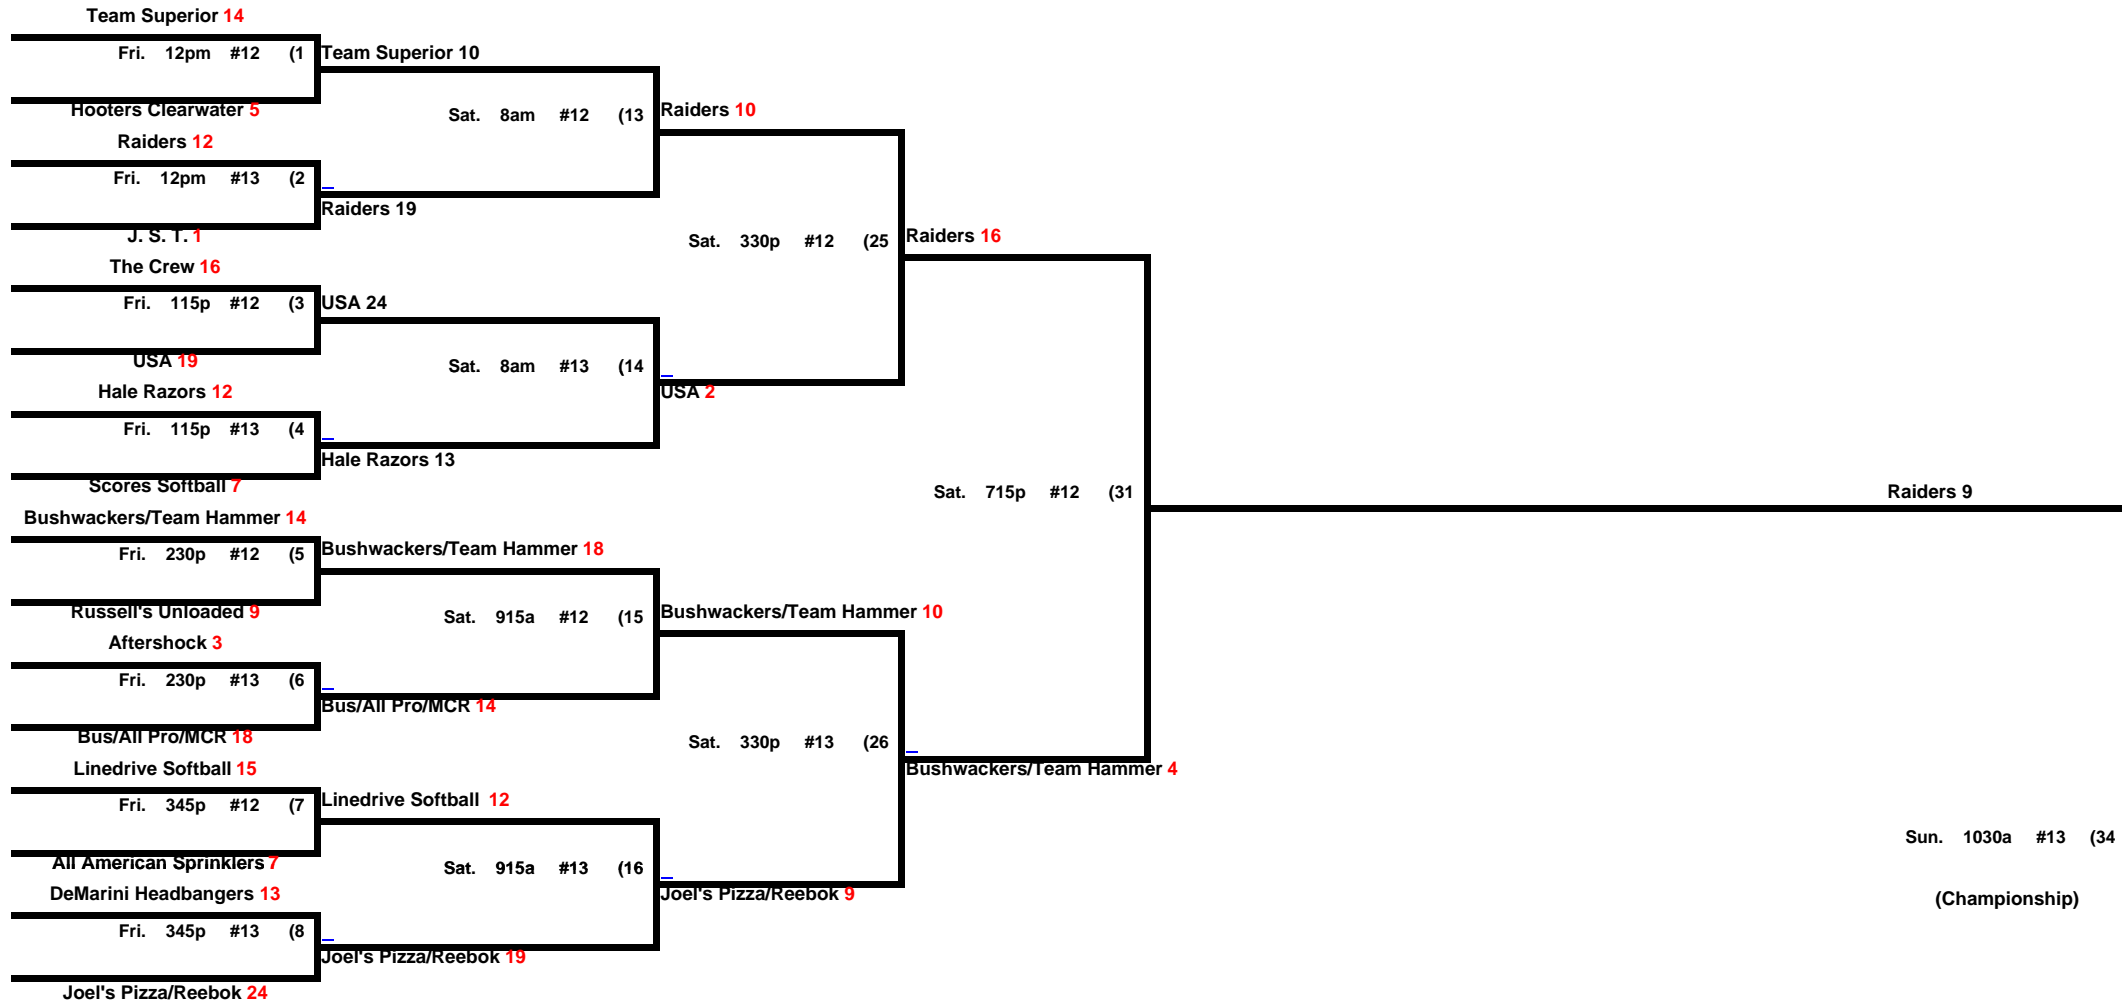 Team Superior 14
Fri. 12pm #12 (1
Team Superior 10
Hooters Clearwater 5
Sat. 8am #12 (13
Raiders 10
Raiders 12
Fri. 12pm #13 (2
Raiders 19
J. S. T. 1
Sat. 330p #12 (25
Raiders 16
The Crew 16
Fri. 115p #12 (3
USA 24
USA 19
Sat. 8am #13 (14
USA 2
Hale Razors 12
Fri. 115p #13 (4
Hale Razors 13
Scores Softball 7
Sat. 715p #12 (31
Raiders 9
Bushwackers/Team Hammer 14
Fri. 230p #12 (5
Bushwackers/Team Hammer 18
Russell's Unloaded 9
Sat. 915a #12 (15
Bushwackers/Team Hammer 10
Aftershock 3
Fri. 230p #13 (6
Bus/All Pro/MCR 14
Bus/All Pro/MCR 18
Sat. 330p #13 (26
Bushwackers/Team Hammer 4
Linedrive Softball 15
Fri. 345p #12 (7
Linedrive Softball 12
Sun. 1030a #13 (34
All American Sprinklers 7
Sat. 915a #13 (16
Joel's Pizza/Reebok 9
DeMarini Headbangers 13
(Championship)
Fri. 345p #13 (8
Joel's Pizza/Reebok 19
Joel's Pizza/Reebok 24